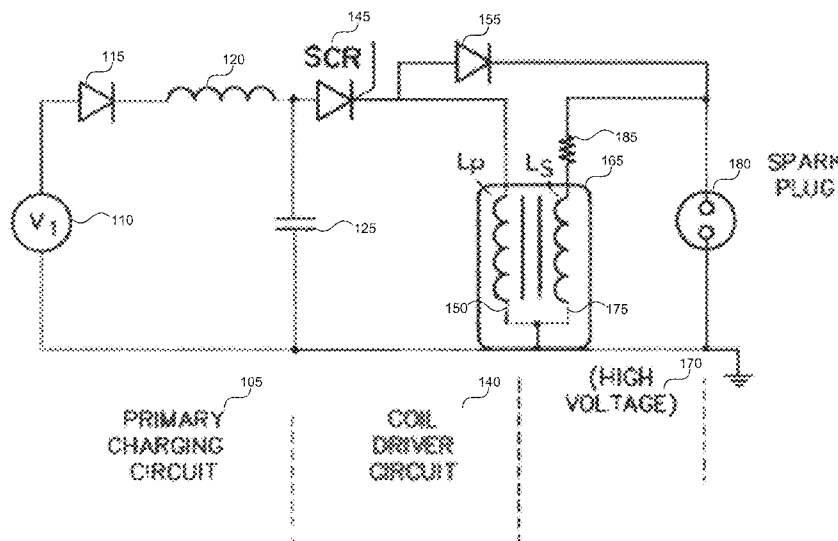 145
155
115
120
SCR
185
Lp
Ls
165
180
SPARK
PLUG
V1
110
125
150
175
105
140
(HIGH
VOLTAGE)
170
PRIMARY
CHARGING
CIRCUIT
COIL
DRIVER
CIRCUIT